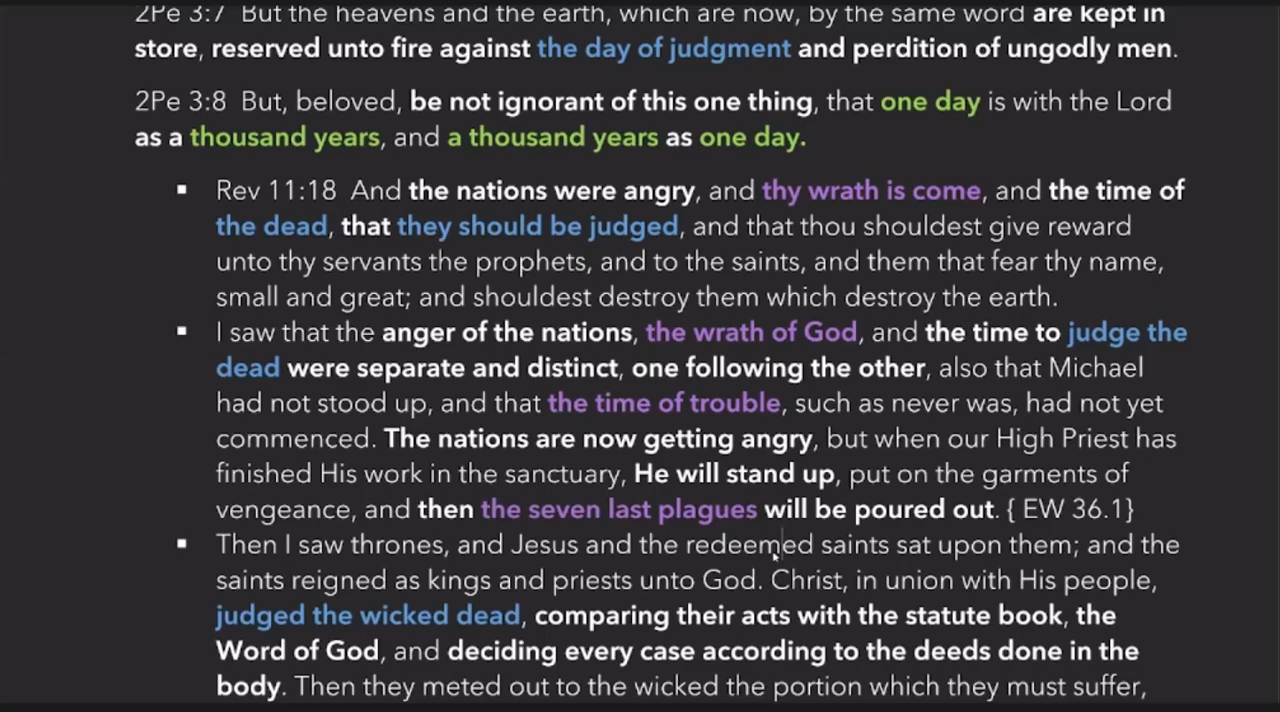 2Pe 3:7 But the heavens and the earth, which are now, by the same word are kept in
store, reserved unto fire against the day of judgment and perdition of ungodly men.
2Pe 3:8 But, beloved, be not ignorant of this one thing, that one day is with the Lord
as a thousand years, and a thousand years as one day.
▪ Rev 11:18 And the nations were angry, and thy wrath is come, and the time of
the dead, that they should be judged, and that thou shouldest give reward
unto thy servants the prophets, and to the saints, and them that fear thy name,
small and great; and shouldest destroy them which destroy the earth.
▪ I saw that the anger of the nations, the wrath of God, and the time to judge the
dead were separate and distinct, one following the other, also that Michael
had not stood up, and that the time of trouble, such as never was, had not yet
commenced. The nations are now getting angry, but when our High Priest has
finished His work in the sanctuary, He will stand up, put on the garments of
vengeance, and then the seven last plagues will be poured out. { EW 36.1}
▪ Then I saw thrones, and Jesus and the redeemed saints sat upon them; and the
saints reigned as kings and priests unto God. Christ, in union with His people,
judged the wicked dead, comparing their acts with the statute book, the
Word of God, and deciding every case according to the deeds done in the
body. Then they meted out to the wicked the portion which they must suffer,